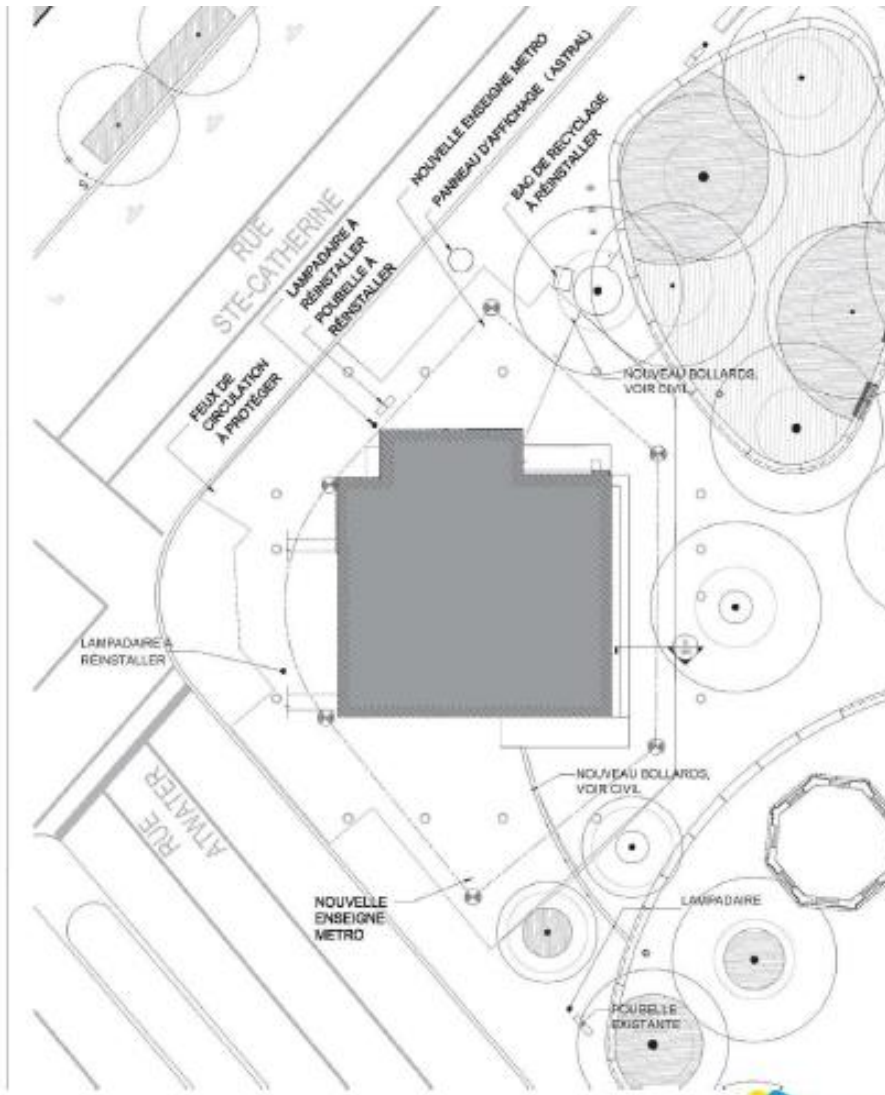 NOUVELLE ENSEIGNE METRO
PANNEAU D'AFFICHAGE (ASTRAL)
BAC DE RECYCLAGE
À RÉINSTALLER
RUE
STE-CATHERINE
LAMPADAIRE À
RÉINSTALLER
POUBELLE À
RÉINSTALLER
FEUX DE
CIRCULATION
À PROTÉGER
NOUVEAU BOLLARDS,
VOIR CIVIL
LAMPADAIRE À
RÉINSTALLER
NOUVEAU BOLLARDS,
VOIR CIVIL
RUE
ATWATER
NOUVELLE
ENSEIGNE
METRO
LAMPADAIRE
POUBELLE
EXISTANTE